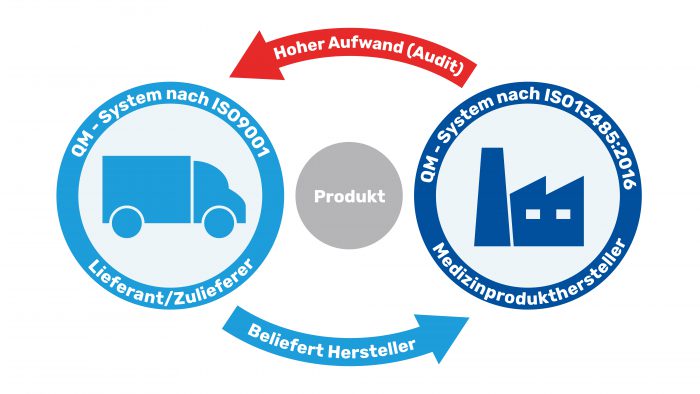 Hoher Aufwand (Audit)
QM - System nach ISO9001
Lieferant/Zulieferer
Produkt
QM - System nach ISO13485:2016
Medizinprodukthersteller
Beliefert Hersteller